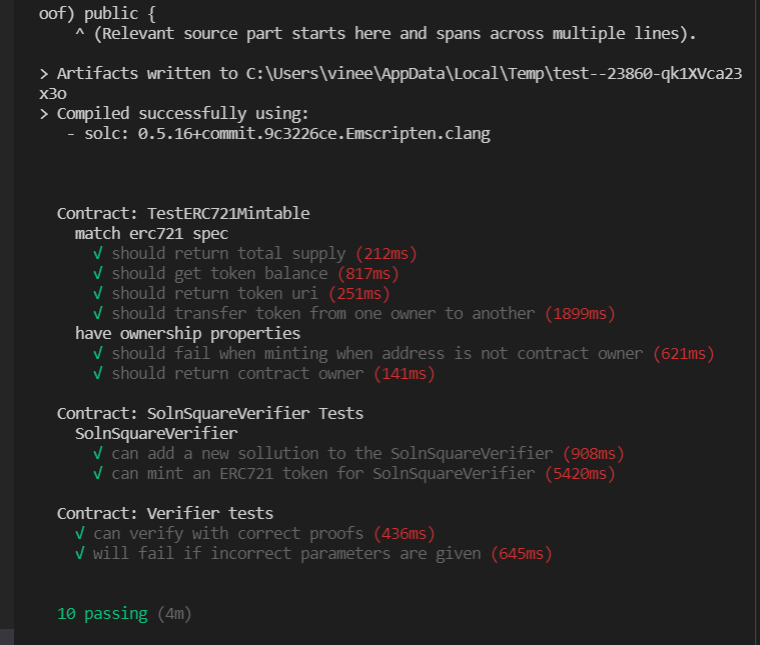 oof) public {
^ (Relevant source part starts here and spans across multiple lines).
> Artifacts written to C:\Users\vinee\AppData\Local\Temp\test--23860-qk1XVca23
x3o
> Compiled successfully using:
- solc: 0.5.16+commit.9c3226ce.Emscripten.clang
Contract: TestERC721Mintable
match erc721 spec
√ should return total supply (212ms)
√ should get token balance (817ms)
√ should return token uri (251ms)
√ should transfer token from one owner to another (1899ms)
have ownership properties
√ should fail when minting when address is not contract owner (621ms)
√ should return contract owner (141ms)
Contract: SolnSquareVerifier Tests
SolnSquareVerifier
√ can add a new sollution to the SolnSquareVerifier (908ms)
√ can mint an ERC721 token for SolnSquareVerifier (5420ms)
Contract: Verifier tests
√ can verify with correct proofs (436ms)
√ will fail if incorrect parameters are given (645ms)
10 passing (4m)